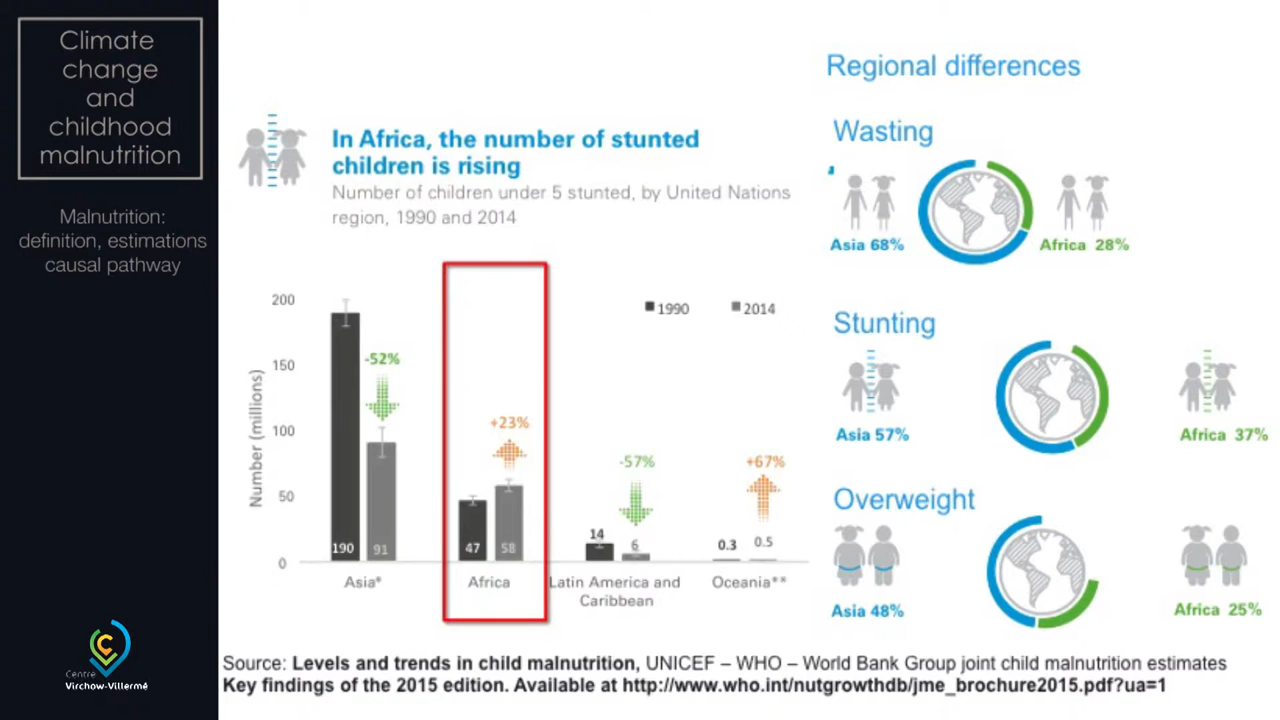 Climate
change
and
childhood
malnutrition
Malnutrition:
definition, estimations
causal pathway
Centre
Virchow-Villermé
In Africa, the number of stunted
children is rising
Number of children under 5 stunted, by United Nations
region, 1990 and 2014
Number (millions)
200
150
100
50
0
1990
2014
-52%
+23%
-57%
+67%
190
91
47
58
14
6
0.3
0.5
Asia*
Africa
Latin America and
Caribbean
Oceania**
Regional differences
Wasting
Asia 68%
Africa 28%
Stunting
Asia 57%
Africa 37%
Overweight
Asia 48%
Africa 25%
Source: Levels and trends in child malnutrition, UNICEF – WHO – World Bank Group joint child malnutrition estimates
Key findings of the 2015 edition. Available at http://www.who.int/nutgrowthdb/jme_brochure2015.pdf?ua=1